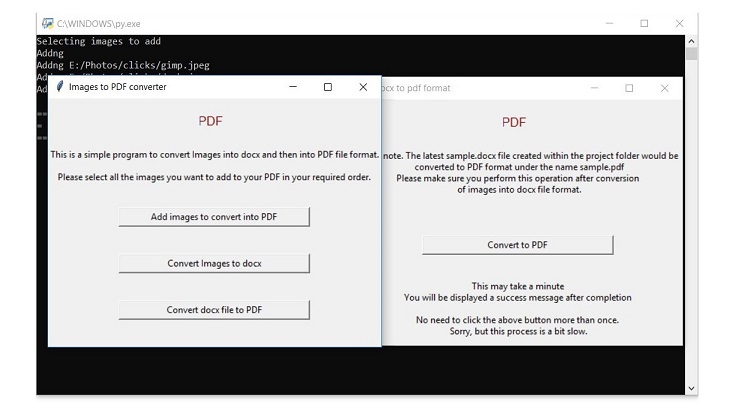 C:\WINDOWS\py.exe
Selecting images to add
Addng
Addng E:/Photos/clicks/gimp.jpeg
Images to PDF converter
PDF
This is a simple program to convert Images into docx and then into PDF file format.
Please select all the images you want to add to your PDF in your required order.
Add images to convert into PDF
Convert Images to docx
Convert docx file to PDF
to pdf format
PDF
note. The latest sample.docx file created within the project folder would be
converted to PDF format under the name sample.pdf
Please make sure you perform this operation after conversion
of images into docx file format.
Convert to PDF
This may take a minute
You will be displayed a success message after completion
No need to click the above button more than once.
Sorry, but this process is a bit slow.